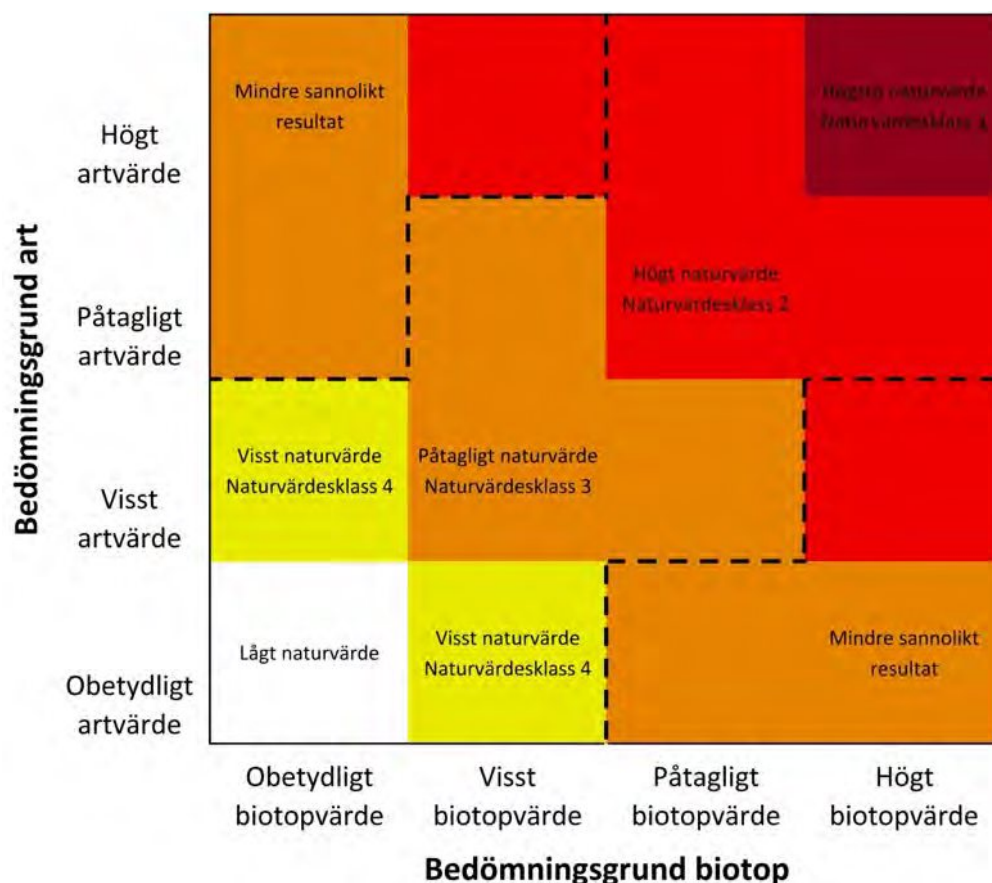 Mindre sannolikt
resultat
Högsta naturvärde
Naturvärdesklass 1
Högt
artvärde
Högt naturvärde
Naturvärdesklass 2
Påtagligt
artvärde
Bedömningsgrund art
Visst naturvärde
Naturvärdesklass 4
Påtagligt naturvärde
Naturvärdesklass 3
Visst
artvärde
Lågt naturvärde
Visst naturvärde
Naturvärdesklass 4
Mindre sannolikt
resultat
Obetydligt
artvärde
Obetydligt
biotopvärde
Visst
biotopvärde
Påtagligt
biotopvärde
Högt
biotopvärde
Bedömningsgrund biotop